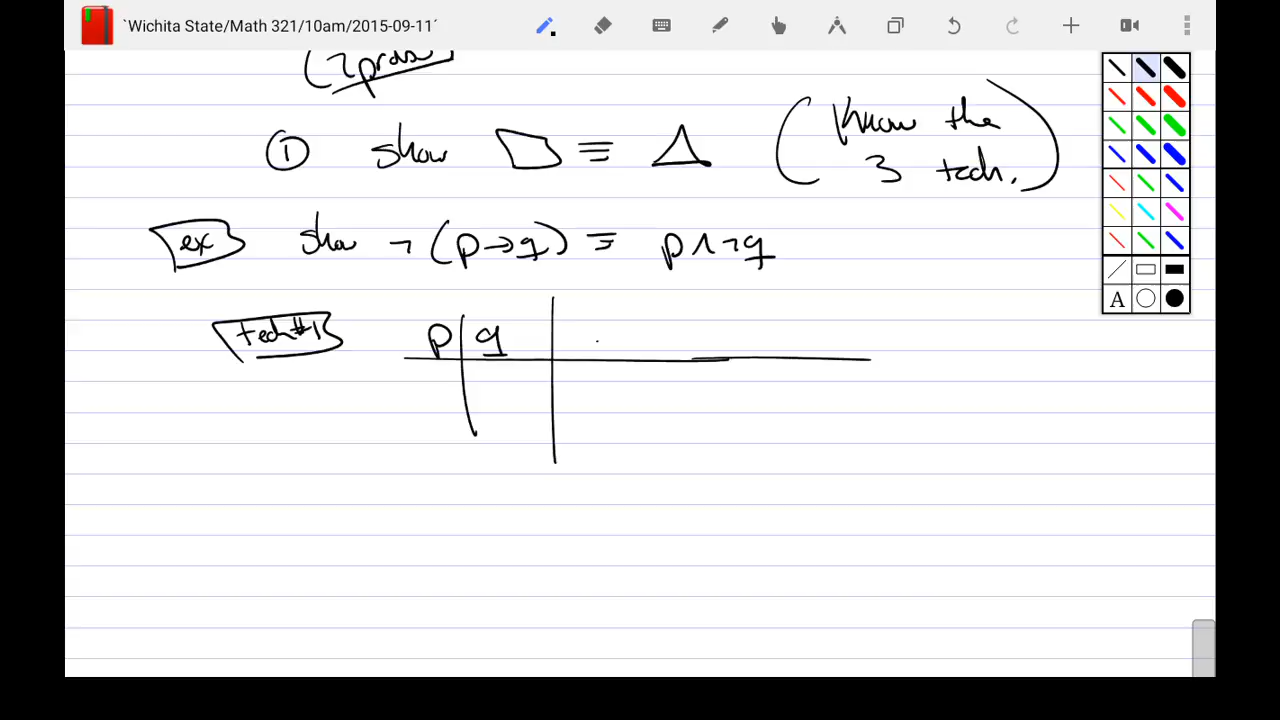 `Wichita State/Math 321/10am/2015-09-11´
① show ≡ △ (Know the
3 tech.)
ex show ¬(p→q) ≡ p∧¬q
tech#1 p q
A